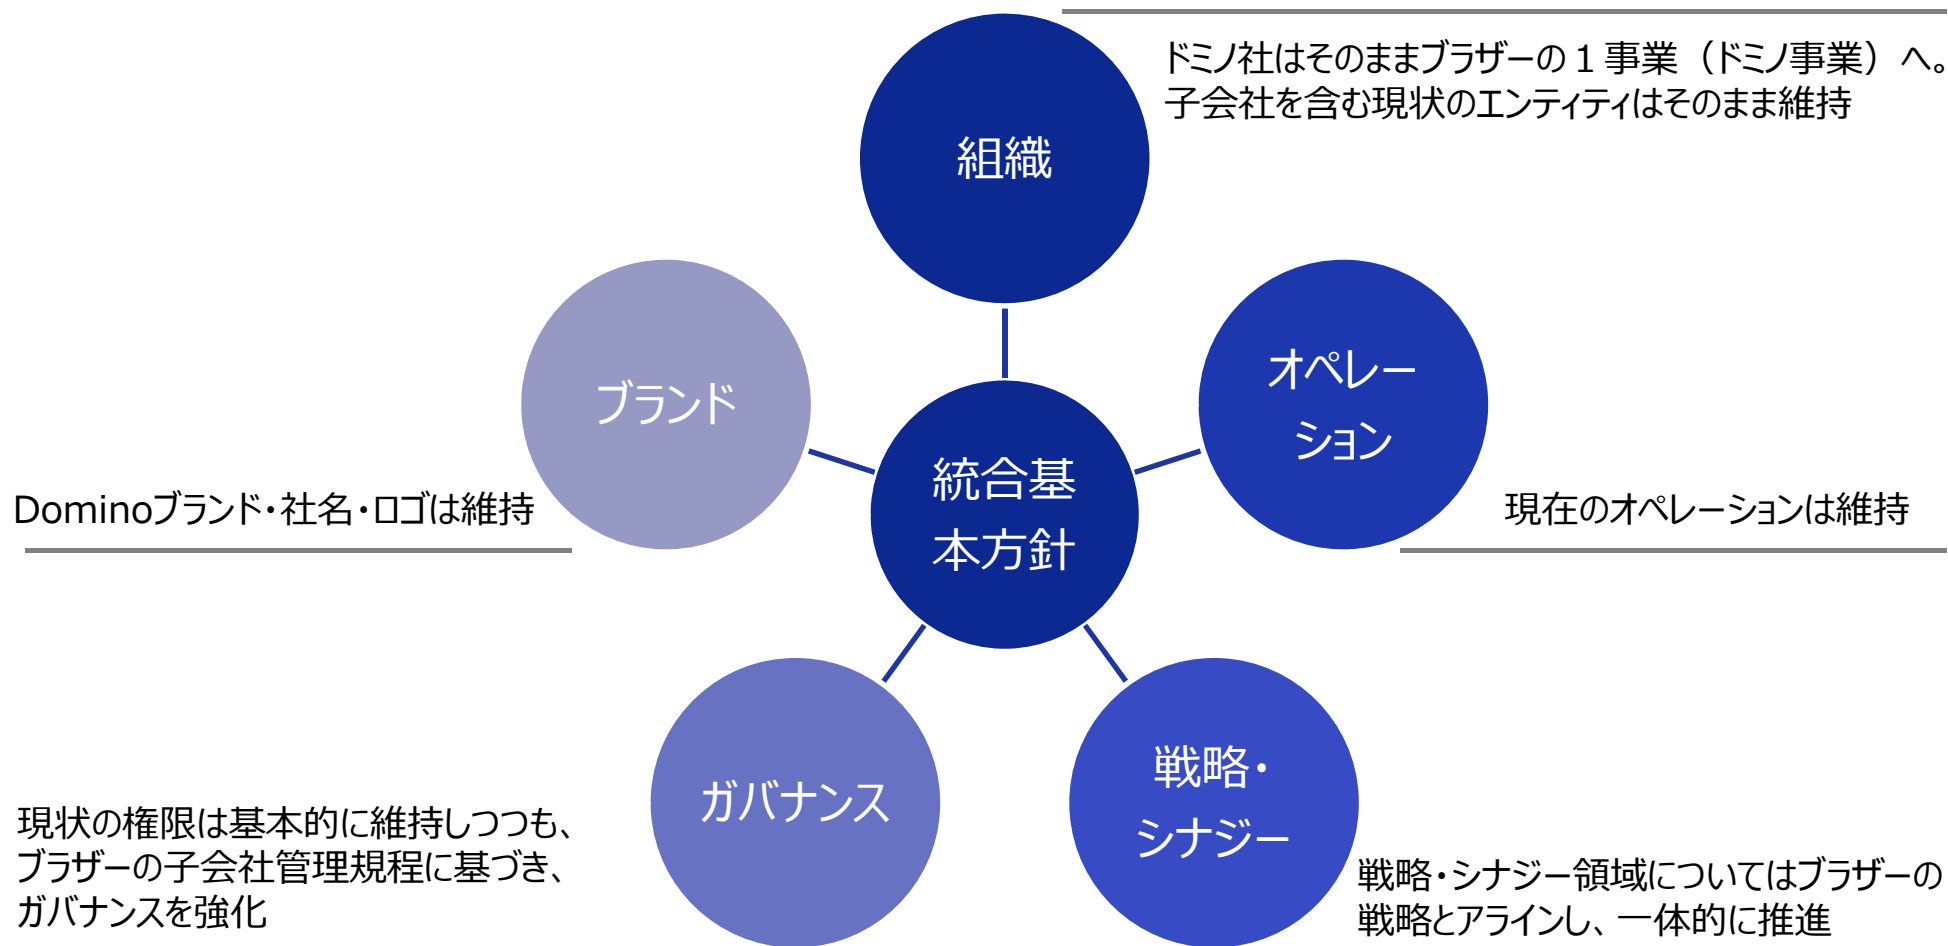 ドミノ社はそのままブラザーの１事業（ドミノ事業）へ。
子会社を含む現状のエンティティはそのまま維持
組織
オペレー
ション
現在のオペレーションは維持
ブランド
Dominoブランド・社名・ロゴは維持
統合基
本方針
戦略・
シナジー
戦略・シナジー領域についてはブラザーの
戦略とアラインし、一体的に推進
ガバナンス
現状の権限は基本的に維持しつつも、
ブラザーの子会社管理規程に基づき、
ガバナンスを強化